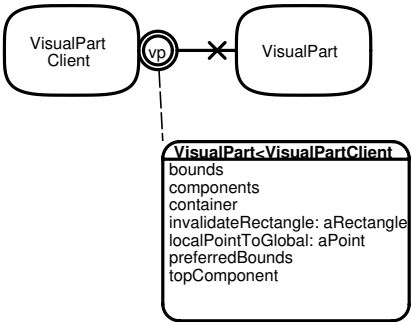 VisualPart
Client
vp
VisualPart
VisualPart<VisualPartClient
bounds
components
container
invalidateRectangle: aRectangle
localPointToGlobal: aPoint
preferredBounds
topComponent